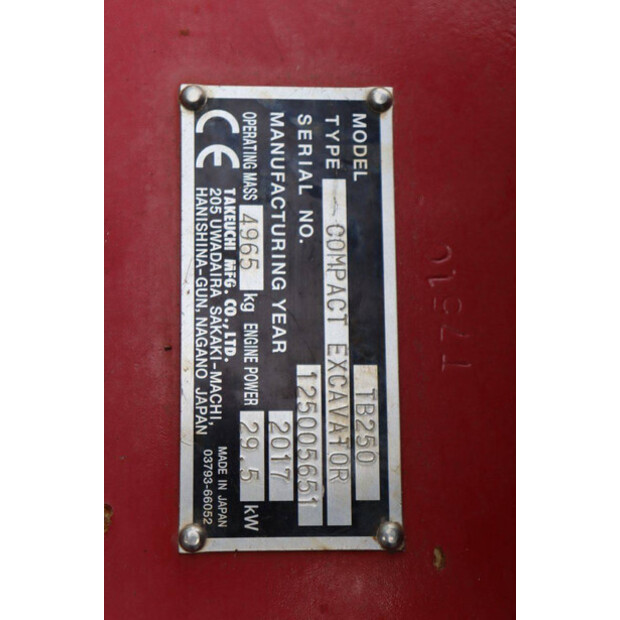 MODEL TB250
TYPE COMPACT EXCAVATOR
SERIAL NO. 125005651
MANUFACTURING YEAR 2017
OPERATING MASS 4965 kg ENGINE POWER 29.5 kW
CE TAKEUCHI MFG. CO., LTD.
205 UWADAIRA SAKAKI-MACHI,
HANISHINA-GUN, NAGANO JAPAN
MADE IN JAPAN
03793-66052